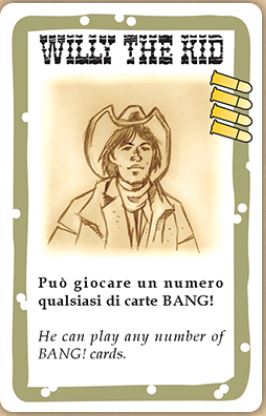 WILLY THE KID
Può giocare un numero
qualsiasi di carte BANG!
He can play any number of
BANG! cards.